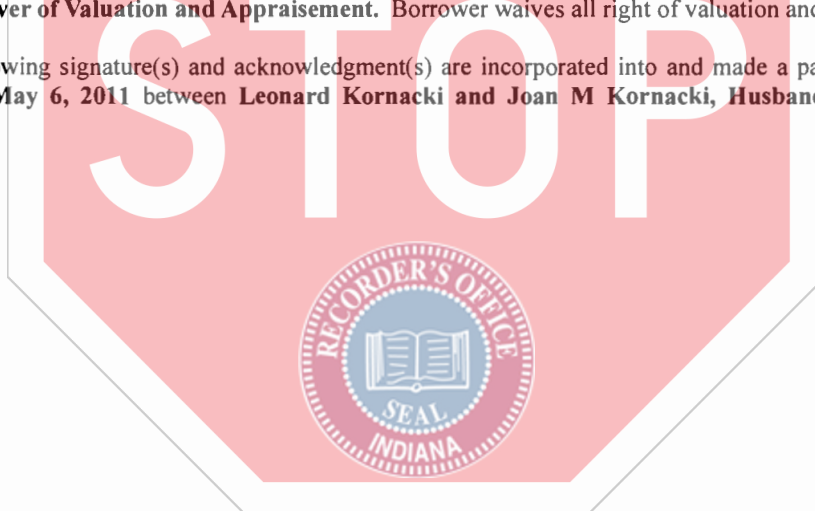 ver of Valuation and Appraisement. Borrower waives all right of valuation and
wing signature(s) and acknowledgment(s) are incorporated into and made a pa
May 6, 2011 between Leonard Kornacki and Joan M Kornacki, Husban
STOP
RECORDER'S OFFICE
SEAL
INDIANA